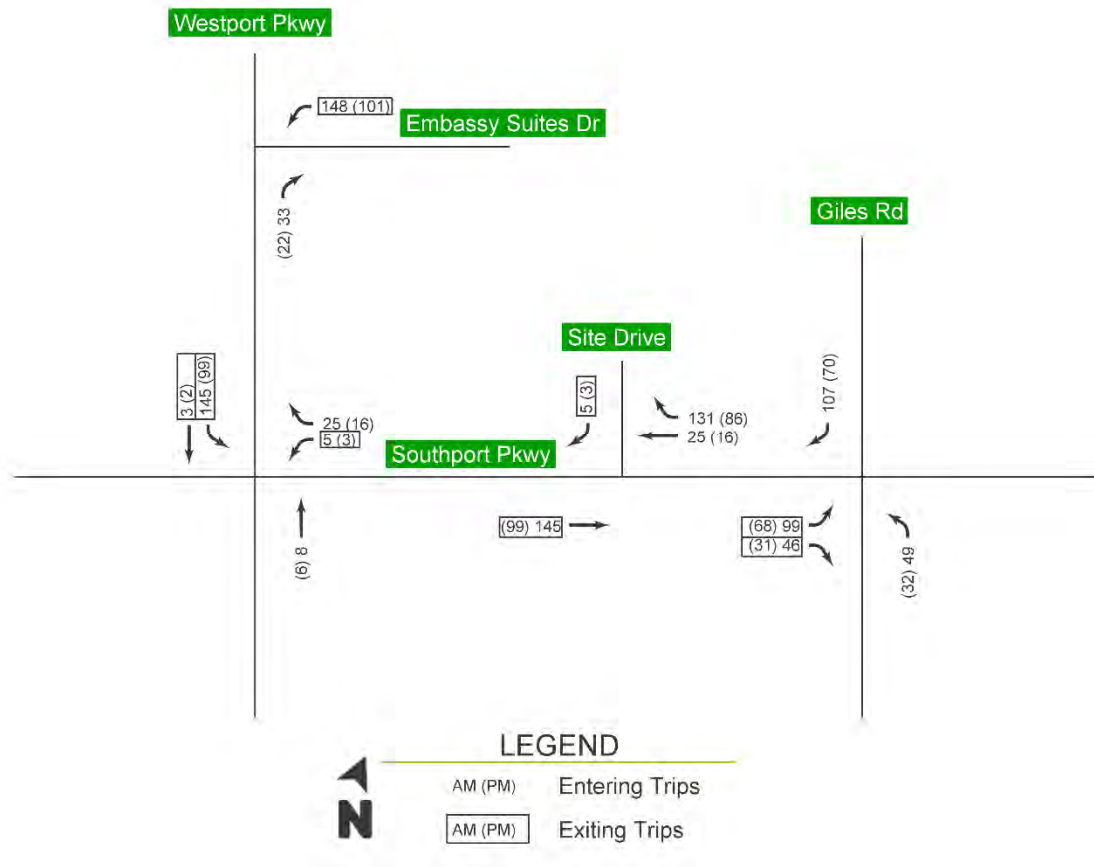 Westport Pkwy
148 (101)
Embassy Suites Dr
(22) 33
Giles Rd
Site Drive
3 (2)
145 (99)
5 (3)
107 (70)
25 (16)
5 (3)
131 (86)
25 (16)
Southport Pkwy
(6) 8
(99) 145
(68) 99
(31) 46
(32) 49
LEGEND
N
AM (PM) Entering Trips
AM (PM) Exiting Trips